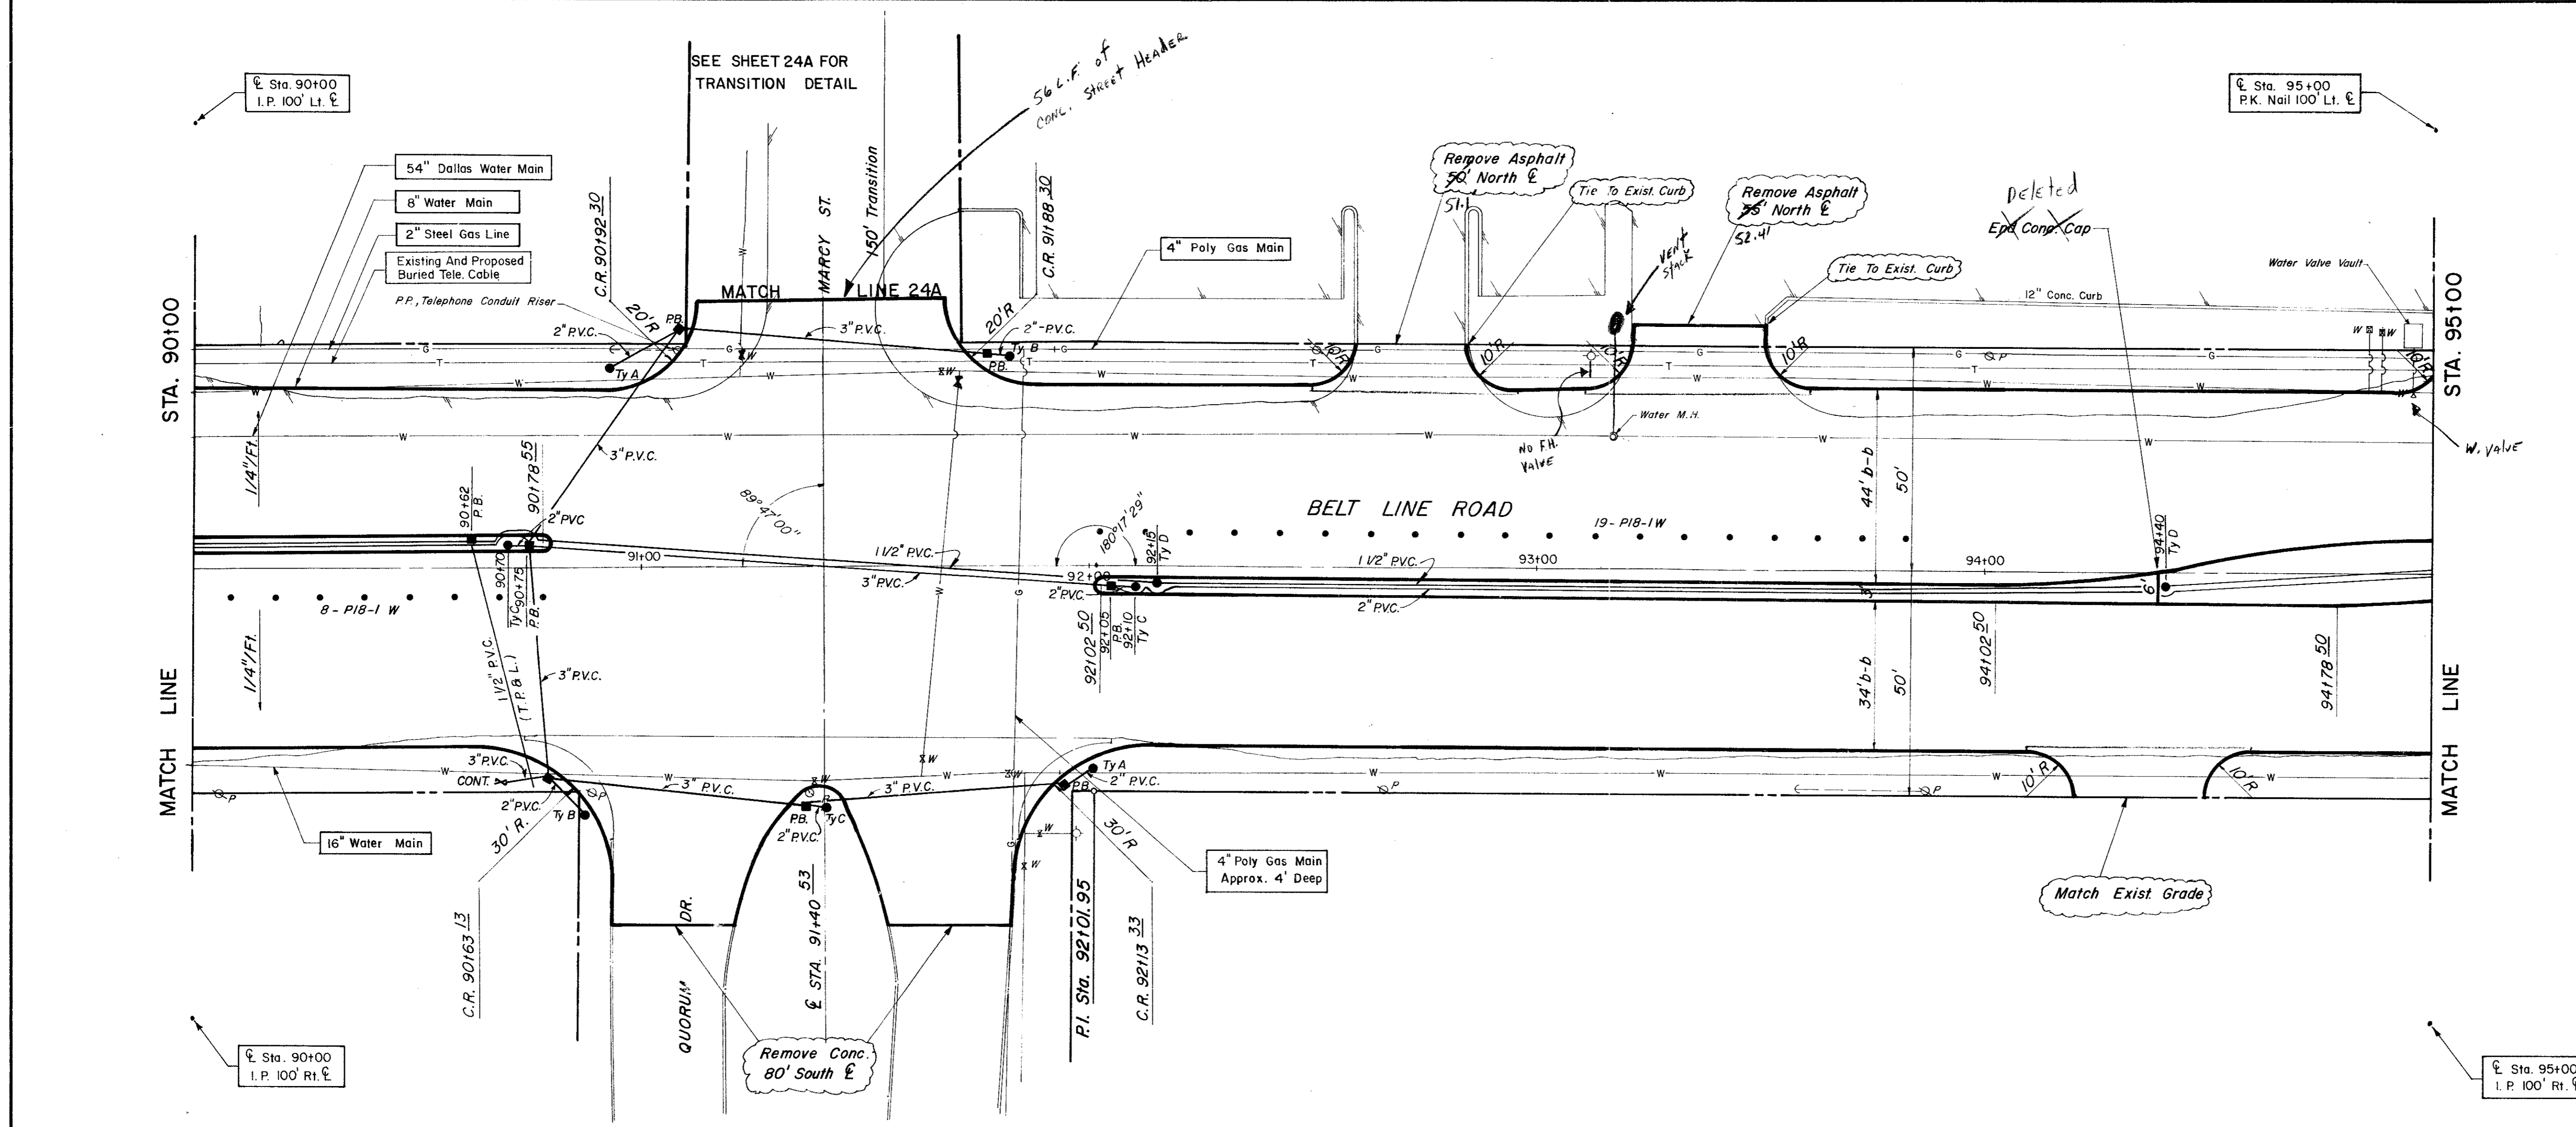 ℄ Sta. 90+00
I.P. 100' Lt. ℄
SEE SHEET 24A FOR
TRANSITION DETAIL
56 L.F. of
CONC. STREET HEADER.
℄ Sta. 95+00
P.K. Nail 100' Lt. ℄
54" Dallas Water Main
8" Water Main
2" Steel Gas Line
Existing And Proposed
Buried Tele. Cable
P.P., Telephone Conduit Riser
C.R. 90+92 30
MARCY ST.
150' Transition
C.R. 91+88 30
4" Poly Gas Main
Remove Asphalt
50' North ℄
51.1
Tie To Exist. Curb
Remove Asphalt
55' North ℄
52.41
VENT
STACK
Deleted
End Conc. Cap
Tie To Exist. Curb
Water Valve Vault
12" Conc. Curb
MATCH LINE 24A
20' R
P.B.
2" P.V.C.
3" P.V.C.
20' R
2"-P.V.C.
Ty B
P.B.
Ty A
10' R
10' R
10' R
10' R
10' R
STA. 90+00
STA. 95+00
Water M.H.
NO F.H.
VALVE
W. VALVE
1/4"/Ft.
3" P.V.C.
90+62
P.B.
90+78 55
2" PVC
89° 47' 00"
BELT LINE ROAD
180° 17' 29"
92+15
Ty D
19- P18-1W
44' b-b
50'
94+40
Ty D
91+00
1 1/2" P.V.C.
3" P.V.C.
92+00
1 1/2" P.V.C.
93+00
94+00
2" P.V.C.
2" P.V.C.
3'
6'
90+70
Ty C
90+75
P.B.
8- P18-1 W
92+02 50
92+05
P.B.
92+10
Ty C
94+02 50
94+78 50
1/4"/Ft.
1 1/2" P.V.C.
(T.P. & L.)
3" P.V.C.
34' b-b
50'
MATCH LINE
MATCH LINE
3" P.V.C.
CONT.
2" P.V.C.
Ty B
30' R.
3" P.V.C.
P.B.
Ty C
2" P.V.C.
3" P.V.C.
Ty A
2" P.V.C.
P.B.
30' R
10' R
10' R
16" Water Main
4" Poly Gas Main
Approx. 4' Deep
Match Exist. Grade
C.R. 90+63 13
QUORUM DR.
℄ STA. 91+40 53
P.I. Sta. 92+01.95
C.R. 92+13 33
Remove Conc.
80' South ℄
℄ Sta. 90+00
I.P. 100' Rt. ℄
℄ Sta. 95+00
I.P. 100' Rt. ℄